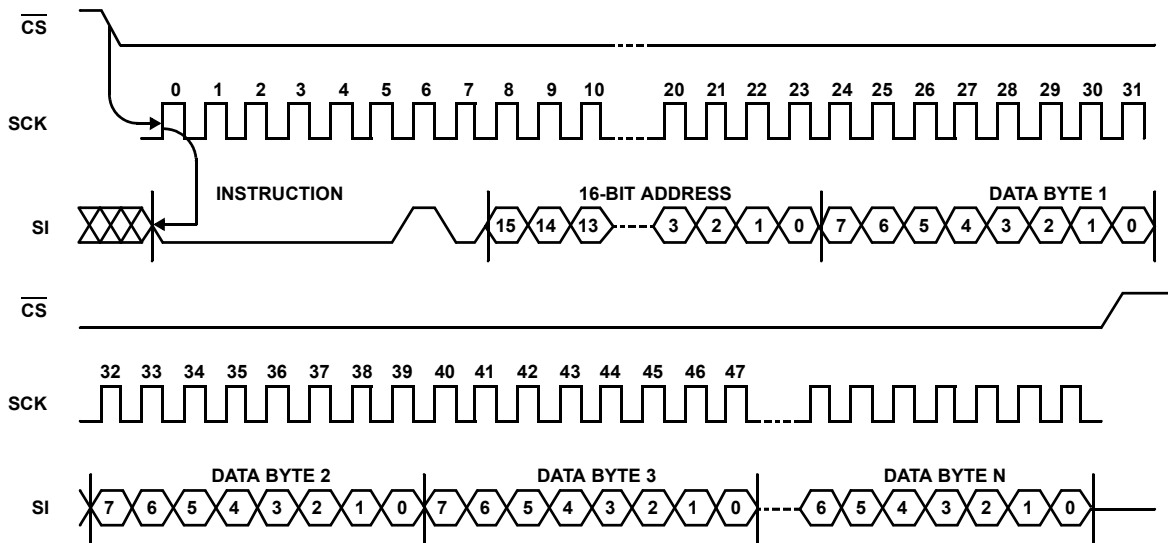 CS
0 1 2 3 4 5 6 7 8 9 10 20 21 22 23 24 25 26 27 28 29 30 31
SCK
INSTRUCTION 16-BIT ADDRESS DATA BYTE 1
SI 15 14 13 3 2 1 0 7 6 5 4 3 2 1 0
CS
32 33 34 35 36 37 38 39 40 41 42 43 44 45 46 47
SCK
DATA BYTE 2 DATA BYTE 3 DATA BYTE N
SI 7 6 5 4 3 2 1 0 7 6 5 4 3 2 1 0 6 5 4 3 2 1 0